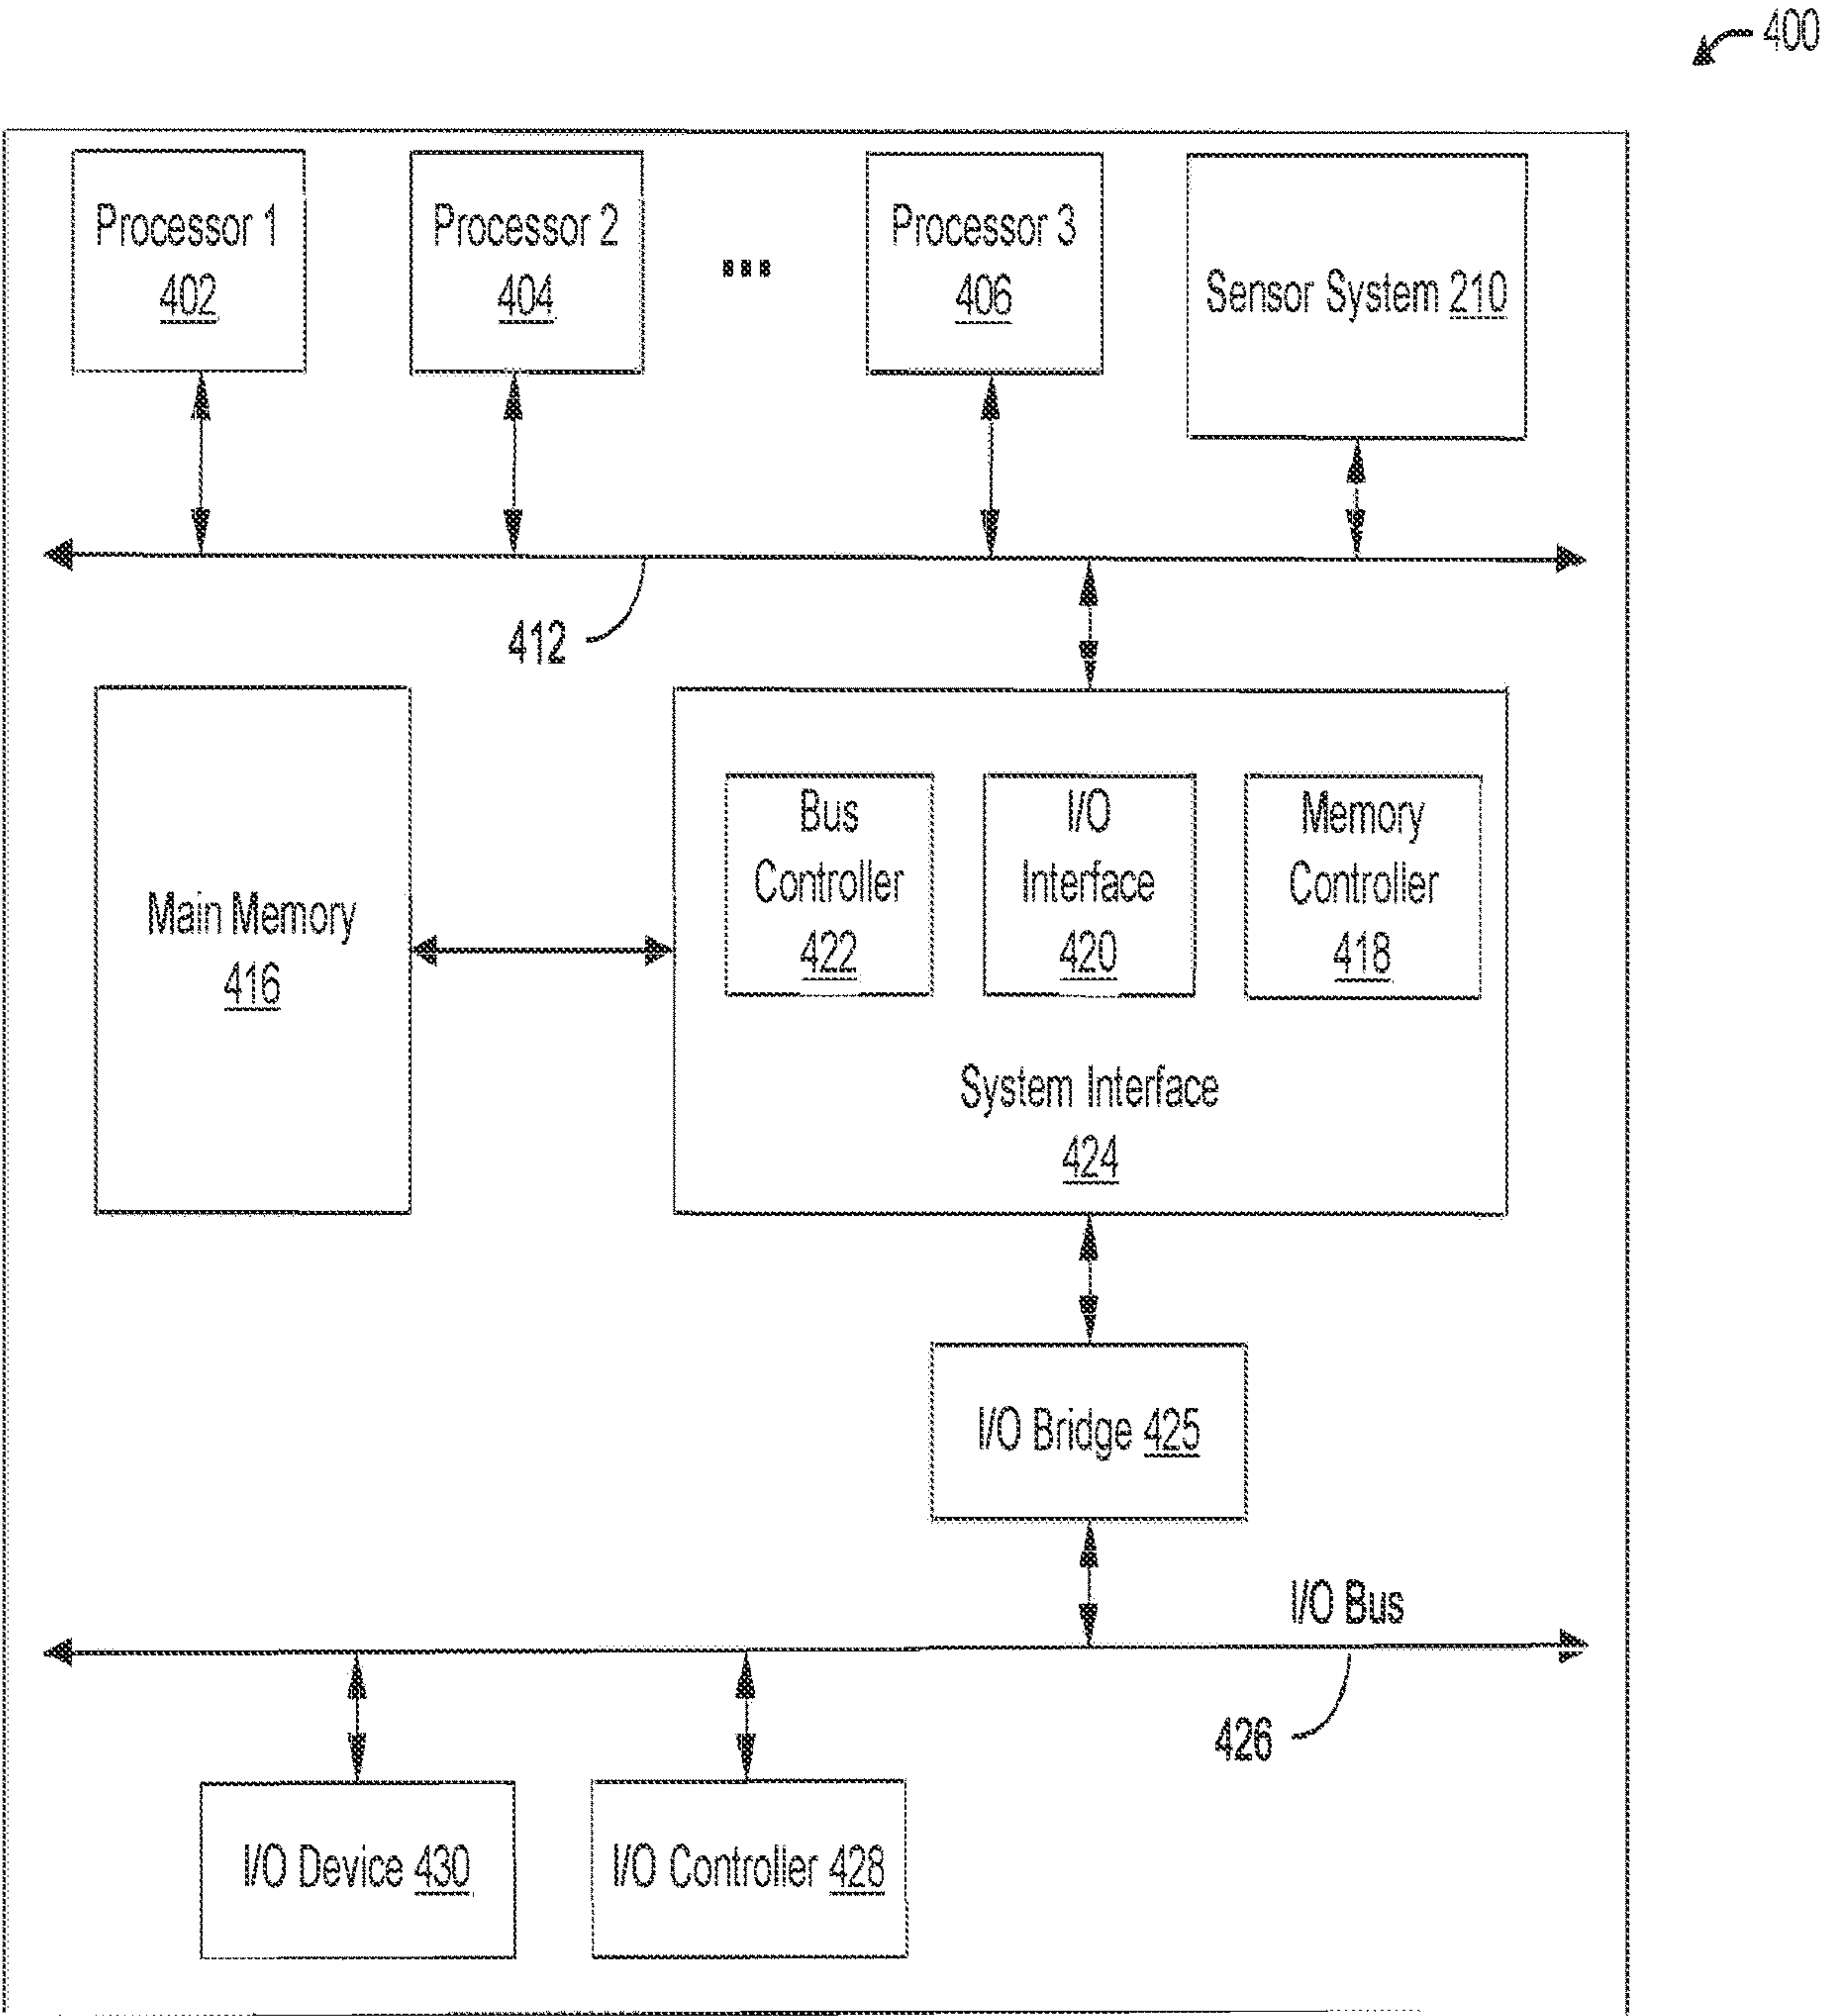 400
Processor 1
402
Processor 2
404
...
Processor 3
406
Sensor System 210
412
Main Memory
416
Bus
Controller
422
I/O
Interface
420
Memory
Controller
418
System Interface
424
I/O Bridge 425
I/O Bus
426
I/O Device 430
I/O Controller 428